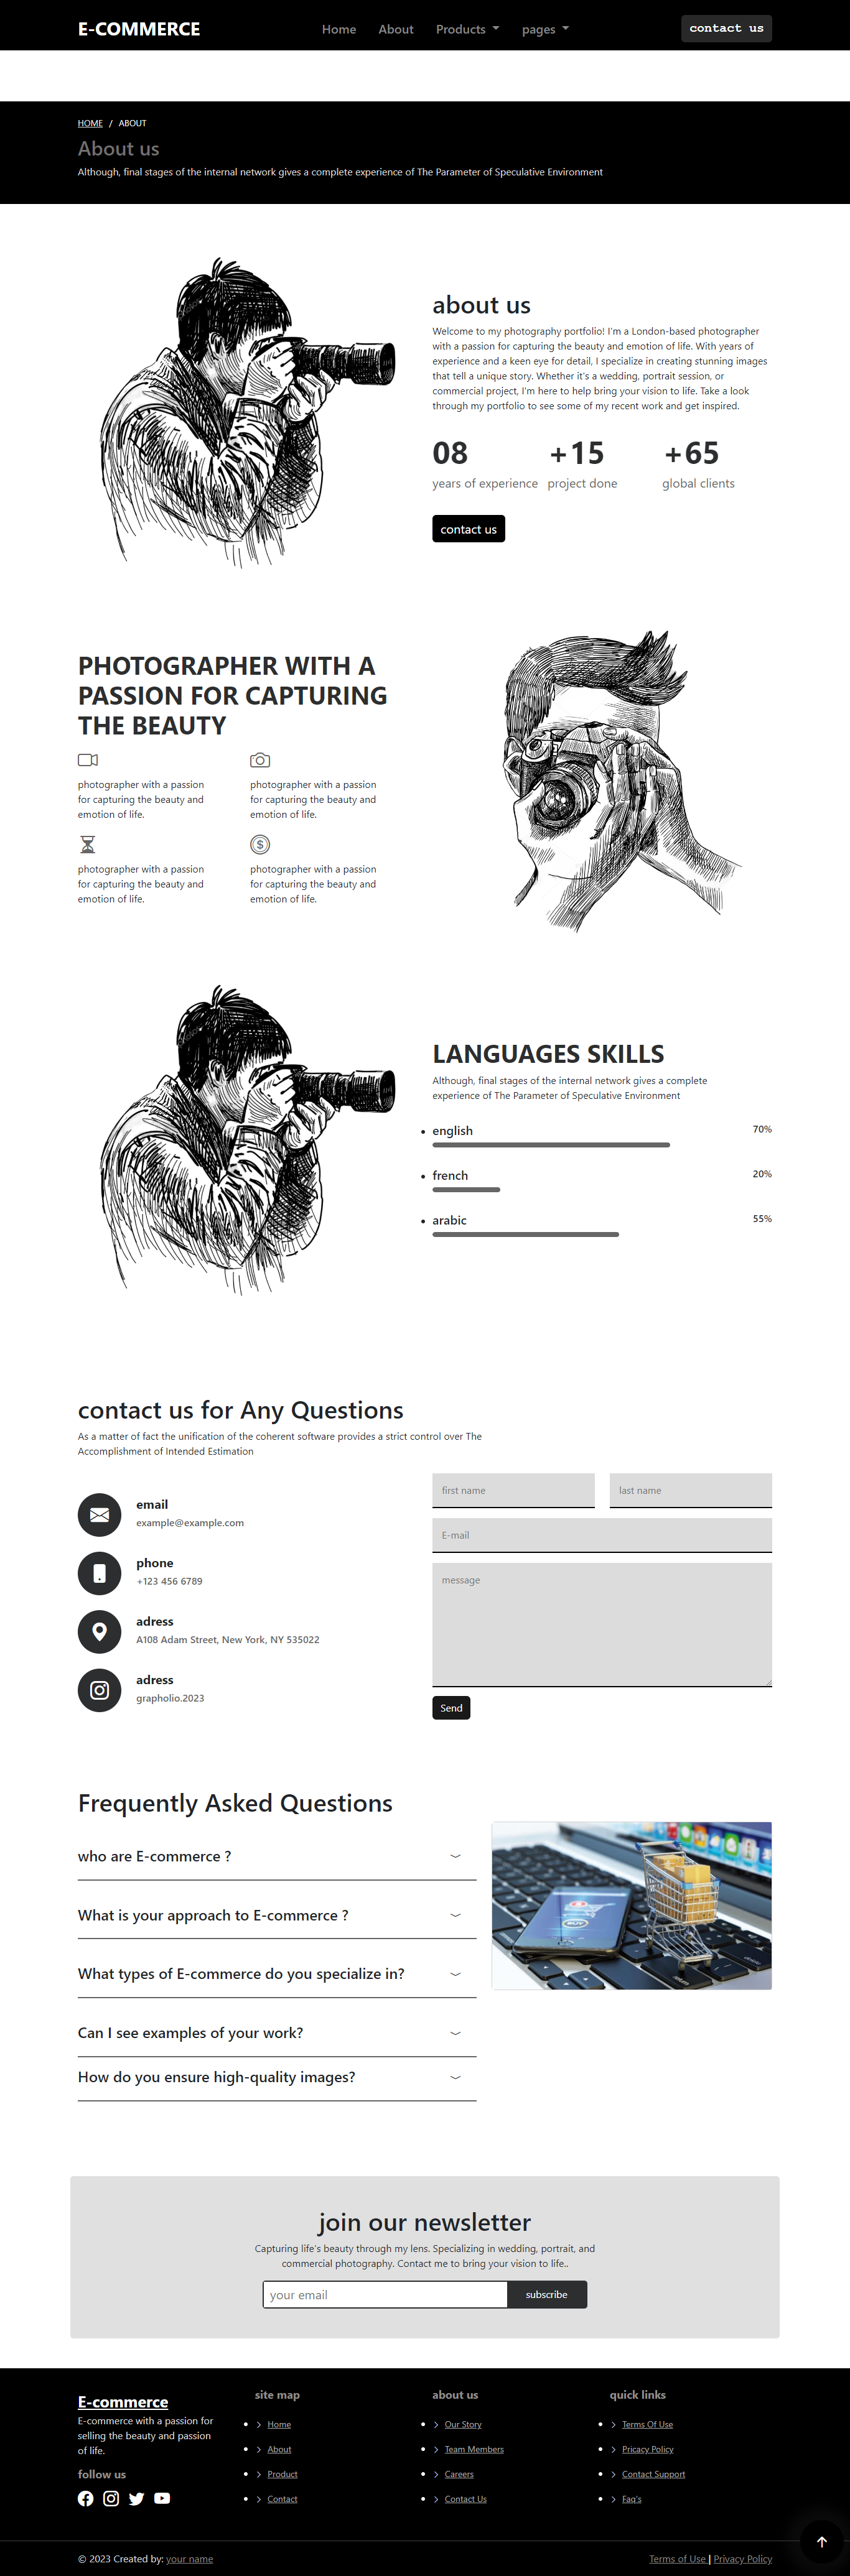 E-COMMERCE
Home About Products pages
contact us
HOME / ABOUT
About us
Although, final stages of the internal network gives a complete experience of The Parameter of Speculative Environment
about us
Welcome to my photography portfolio! I'm a London-based photographer
with a passion for capturing the beauty and emotion of life. With years of
experience and a keen eye for detail, I specialize in creating stunning images
that tell a unique story. Whether it's a wedding, portrait session, or
commercial project, I'm here to help bring your vision to life. Take a look
through my portfolio to see some of my recent work and get inspired.
08 +15 +65
years of experience project done global clients
contact us
PHOTOGRAPHER WITH A
PASSION FOR CAPTURING
THE BEAUTY
photographer with a passion
for capturing the beauty and
emotion of life.
photographer with a passion
for capturing the beauty and
emotion of life.
photographer with a passion
for capturing the beauty and
emotion of life.
photographer with a passion
for capturing the beauty and
emotion of life.
LANGUAGES SKILLS
Although, final stages of the internal network gives a complete
experience of The Parameter of Speculative Environment
english 70%
french 20%
arabic 55%
contact us for Any Questions
As a matter of fact the unification of the coherent software provides a strict control over The
Accomplishment of Intended Estimation
email
example@example.com
phone
+123 456 6789
adress
A108 Adam Street, New York, NY 535022
adress
grapholio.2023
first name last name
E-mail
message
Send
Frequently Asked Questions
who are E-commerce ?
What is your approach to E-commerce ?
What types of E-commerce do you specialize in?
Can I see examples of your work?
How do you ensure high-quality images?
BUY
join our newsletter
Capturing life's beauty through my lens. Specializing in wedding, portrait, and
commercial photography. Contact me to bring your vision to life..
your email subscribe
E-commerce
E-commerce with a passion for
selling the beauty and passion
of life.
follow us
site map
Home
About
Product
Contact
about us
Our Story
Team Members
Careers
Contact Us
quick links
Terms Of Use
Pricacy Policy
Contact Support
Faq's
© 2023 Created by: your name
Terms of Use | Privacy Policy